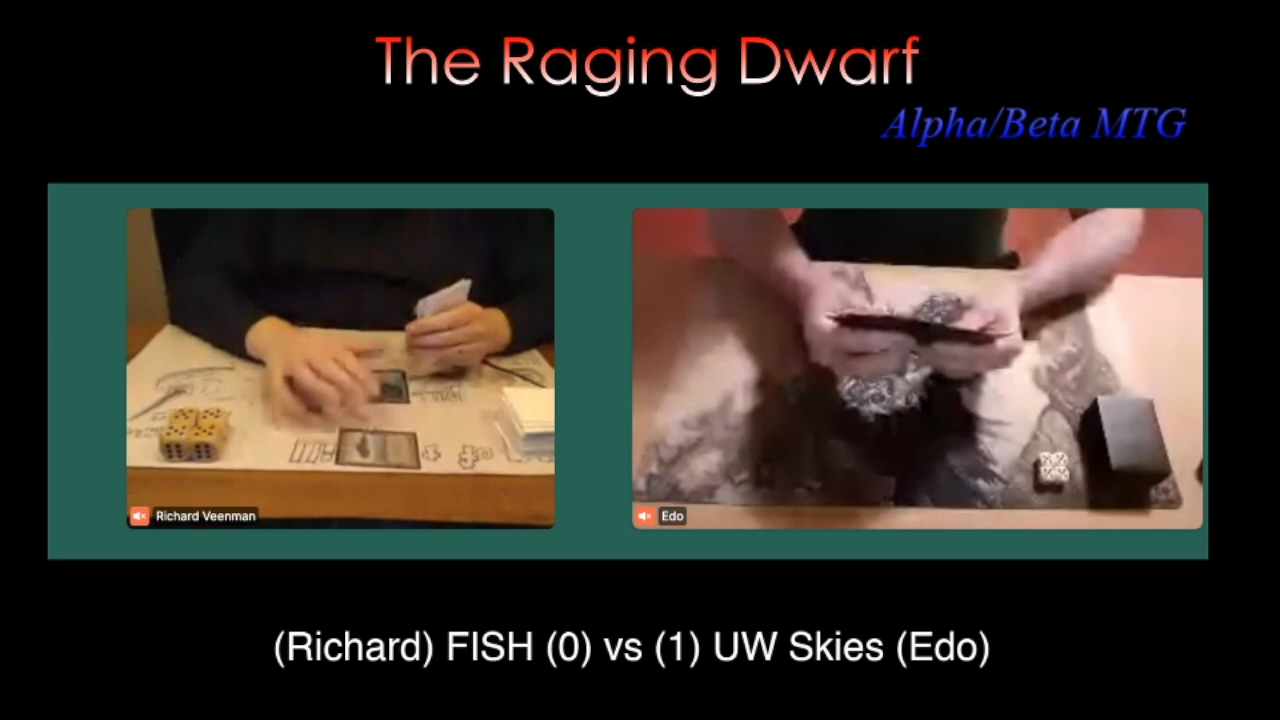 The Raging Dwarf
Alpha/Beta MTG
Richard Veenman
Edo
(Richard) FISH (0) vs (1) UW Skies (Edo)